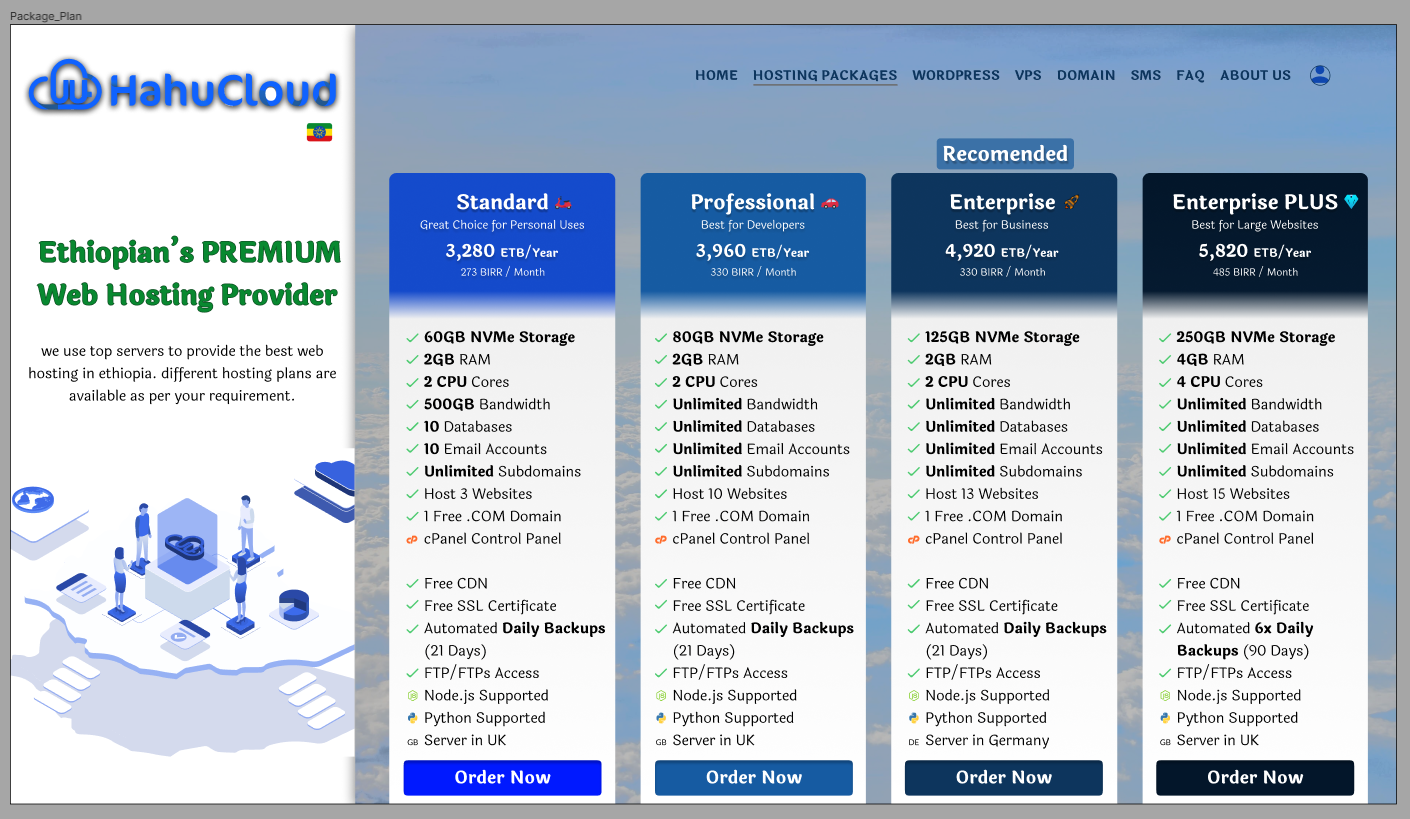 Package_Plan
HahuCloud
Ethiopian's PREMIUM
Web Hosting Provider
we use top servers to provide the best web
hosting in ethiopia. different hosting plans are
available as per your requirement.
HOME HOSTING PACKAGES WORDPRESS VPS DOMAIN SMS FAQ ABOUT US
Recomended
Standard
Great Choice for Personal Uses
3,280 ETB/Year
273 BIRR / Month
60GB NVMe Storage
2GB RAM
2 CPU Cores
500GB Bandwidth
10 Databases
10 Email Accounts
Unlimited Subdomains
Host 3 Websites
1 Free .COM Domain
cP cPanel Control Panel
Free CDN
Free SSL Certificate
Automated Daily Backups
(21 Days)
FTP/FTPs Access
Node.js Supported
Python Supported
GB Server in UK
Order Now
Professional
Best for Developers
3,960 ETB/Year
330 BIRR / Month
80GB NVMe Storage
2GB RAM
2 CPU Cores
Unlimited Bandwidth
Unlimited Databases
Unlimited Email Accounts
Unlimited Subdomains
Host 10 Websites
1 Free .COM Domain
cP cPanel Control Panel
Free CDN
Free SSL Certificate
Automated Daily Backups
(21 Days)
FTP/FTPs Access
Node.js Supported
Python Supported
GB Server in UK
Order Now
Enterprise
Best for Business
4,920 ETB/Year
330 BIRR / Month
125GB NVMe Storage
2GB RAM
2 CPU Cores
Unlimited Bandwidth
Unlimited Databases
Unlimited Email Accounts
Unlimited Subdomains
Host 13 Websites
1 Free .COM Domain
cP cPanel Control Panel
Free CDN
Free SSL Certificate
Automated Daily Backups
(21 Days)
FTP/FTPs Access
Node.js Supported
Python Supported
DE Server in Germany
Order Now
Enterprise PLUS
Best for Large Websites
5,820 ETB/Year
485 BIRR / Month
250GB NVMe Storage
4GB RAM
4 CPU Cores
Unlimited Bandwidth
Unlimited Databases
Unlimited Email Accounts
Unlimited Subdomains
Host 15 Websites
1 Free .COM Domain
cP cPanel Control Panel
Free CDN
Free SSL Certificate
Automated 6x Daily
Backups (90 Days)
FTP/FTPs Access
Node.js Supported
Python Supported
GB Server in UK
Order Now